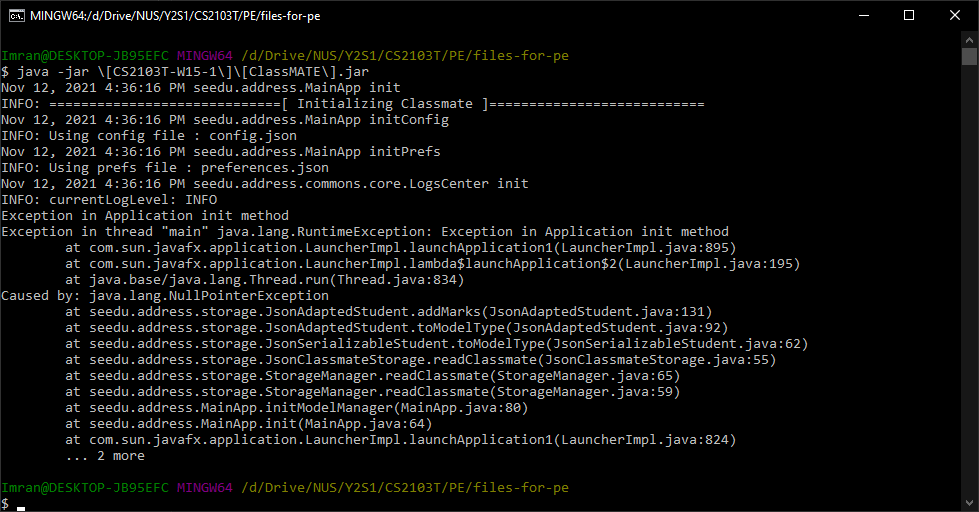 MINGW64:/d/Drive/NUS/Y2S1/CS2103T/PE/files-for-pe
Imran@DESKTOP-JB95EFC MINGW64 /d/Drive/NUS/Y2S1/CS2103T/PE/files-for-pe
$ java -jar \[CS2103T-W15-1\]\[ClassMATE\].jar
Nov 12, 2021 4:36:16 PM seedu.address.MainApp init
INFO: =============================[ Initializing Classmate ]===========================
Nov 12, 2021 4:36:16 PM seedu.address.MainApp initConfig
INFO: Using config file : config.json
Nov 12, 2021 4:36:16 PM seedu.address.MainApp initPrefs
INFO: Using prefs file : preferences.json
Nov 12, 2021 4:36:16 PM seedu.address.commons.core.LogsCenter init
INFO: currentLogLevel: INFO
Exception in Application init method
Exception in thread "main" java.lang.RuntimeException: Exception in Application init method
        at com.sun.javafx.application.LauncherImpl.launchApplication1(LauncherImpl.java:895)
        at com.sun.javafx.application.LauncherImpl.lambda$launchApplication$2(LauncherImpl.java:195)
        at java.base/java.lang.Thread.run(Thread.java:834)
Caused by: java.lang.NullPointerException
        at seedu.address.storage.JsonAdaptedStudent.addMarks(JsonAdaptedStudent.java:131)
        at seedu.address.storage.JsonAdaptedStudent.toModelType(JsonAdaptedStudent.java:92)
        at seedu.address.storage.JsonSerializableStudent.toModelType(JsonSerializableStudent.java:62)
        at seedu.address.storage.JsonClassmateStorage.readClassmate(JsonClassmateStorage.java:55)
        at seedu.address.storage.StorageManager.readClassmate(StorageManager.java:65)
        at seedu.address.storage.StorageManager.readClassmate(StorageManager.java:59)
        at seedu.address.MainApp.initModelManager(MainApp.java:80)
        at seedu.address.MainApp.init(MainApp.java:64)
        at com.sun.javafx.application.LauncherImpl.launchApplication1(LauncherImpl.java:824)
        ... 2 more
Imran@DESKTOP-JB95EFC MINGW64 /d/Drive/NUS/Y2S1/CS2103T/PE/files-for-pe
$